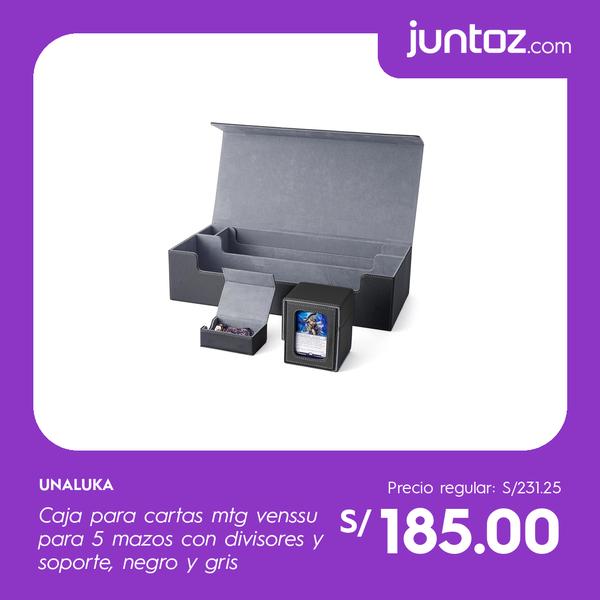 juntoz.com
UNALUKA
Caja para cartas mtg venssu
para 5 mazos con divisores y
soporte, negro y gris
Precio regular: S/231.25
S/185.00